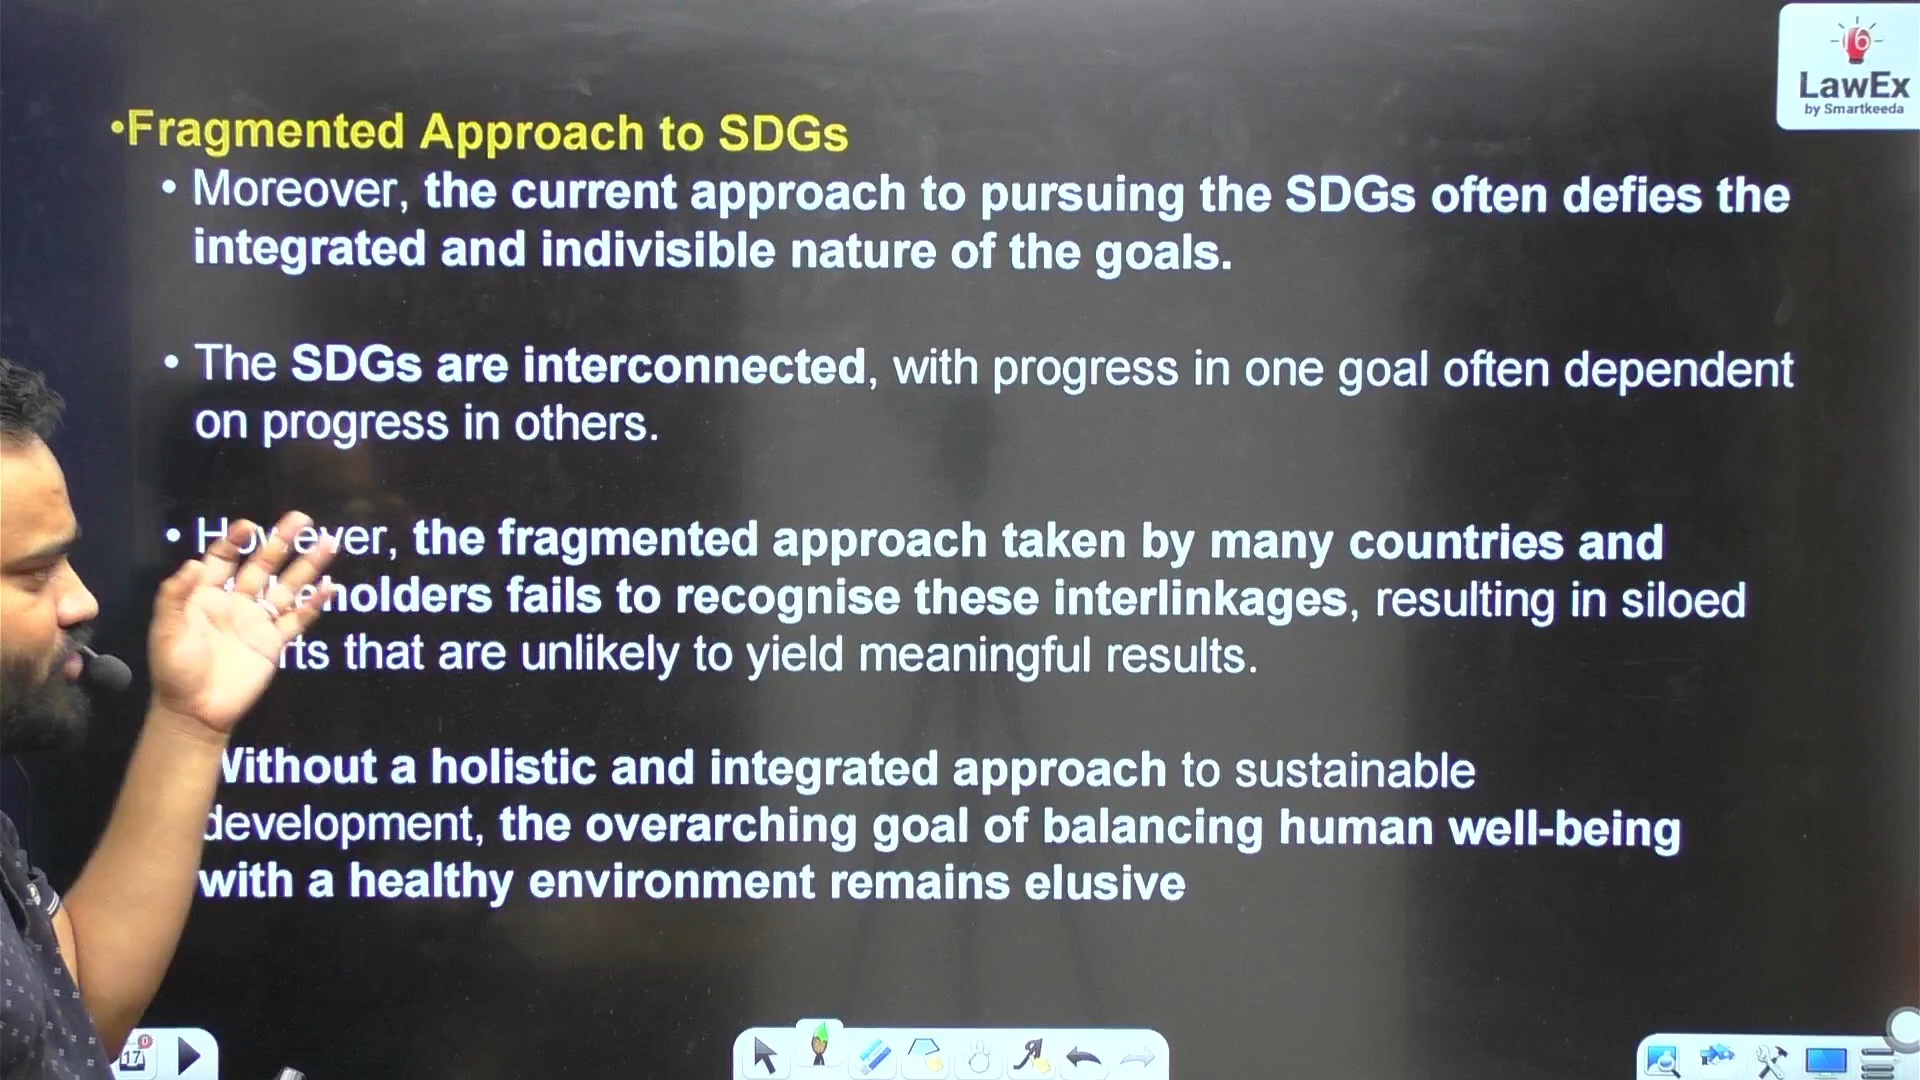 LawEx
by Smartkeeda
•Fragmented Approach to SDGs
• Moreover, the current approach to pursuing the SDGs often defies the
integrated and indivisible nature of the goals.
• The SDGs are interconnected, with progress in one goal often dependent
on progress in others.
• However, the fragmented approach taken by many countries and
holders fails to recognise these interlinkages, resulting in siloed
rts that are unlikely to yield meaningful results.
Without a holistic and integrated approach to sustainable
development, the overarching goal of balancing human well-being
with a healthy environment remains elusive
17
0